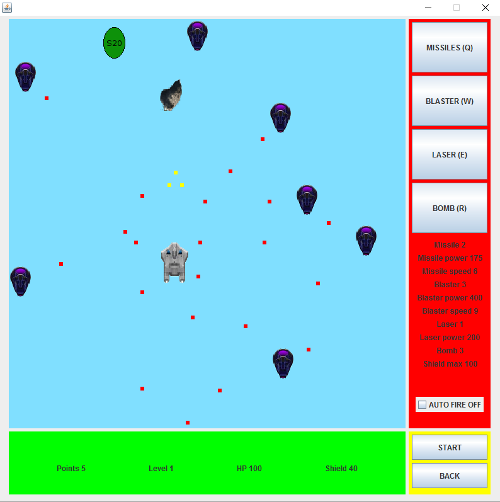 S20
MISSILES (Q)
BLASTER (W)
LASER (E)
BOMB (R)
Missile 2
Missile power 175
Missile speed 8
Blaster 3
Blaster power 400
Blaster speed 9
Laser 1
Laser power 200
Bomb 3
Shield max 100
AUTO FIRE OFF
START
BACK
Points 5 Level 1 HP 100 Shield 40